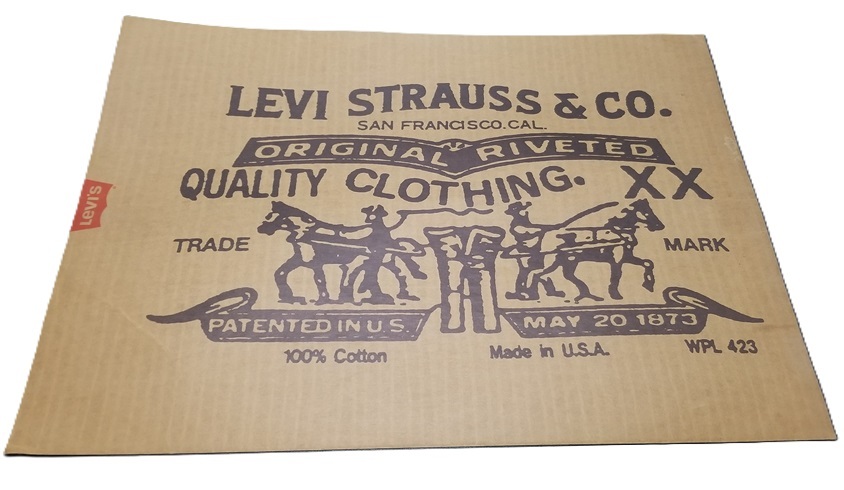 LEVI STRAUSS & CO.
SAN FRANCISCO. CAL.
ORIGINAL RIVETED
QUALITY CLOTHING. XX
Levi's
TRADE MARK
PATENTED IN U.S. MAY 20 1873
100% Cotton Made in U.S.A. WPL 423